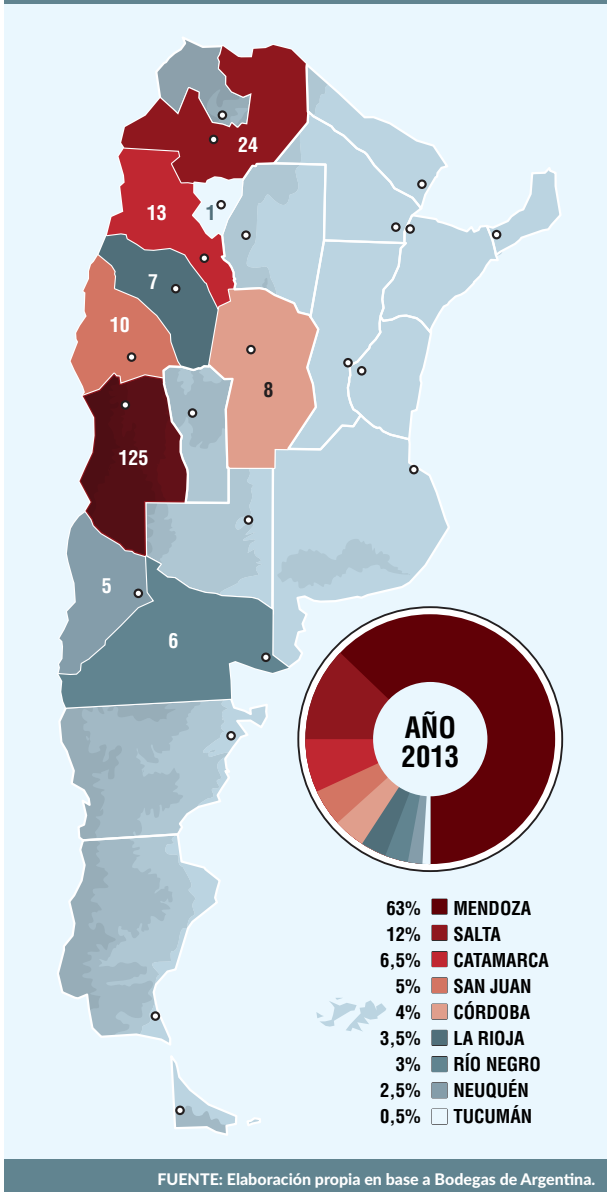 24
13
1
7
10
8
125
5
6
AÑO
2013
63% MENDOZA
12% SALTA
6,5% CATAMARCA
5% SAN JUAN
4% CÓRDOBA
3,5% LA RIOJA
3% RÍO NEGRO
2,5% NEUQUÉN
0,5% TUCUMÁN
FUENTE: Elaboración propia en base a Bodegas de Argentina.